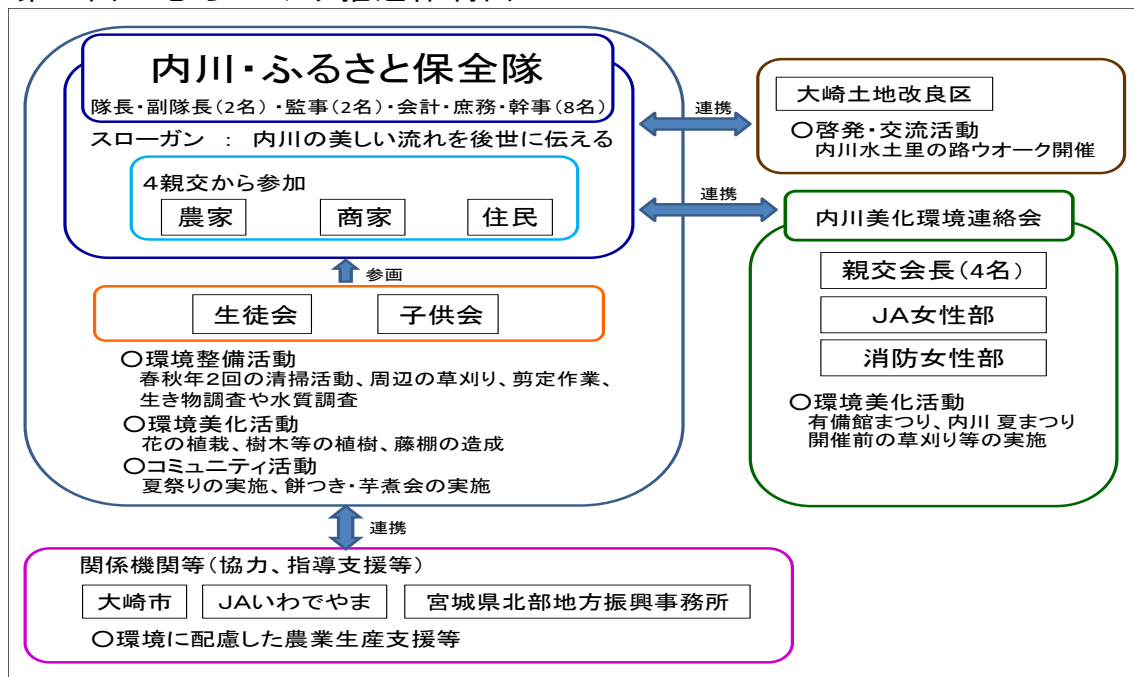 内川・ふるさと保全隊
隊長・副隊長(2名)・監事(2名)・会計・庶務・幹事(8名)
スローガン : 内川の美しい流れを後世に伝える
4親交から参加
農家 商家 住民
参画
生徒会 子供会
〇環境整備活動
春秋年2回の清掃活動、周辺の草刈り、剪定作業、
生き物調査や水質調査
〇環境美化活動
花の植栽、樹木等の植樹、藤棚の造成
〇コミュニティ活動
夏祭りの実施、餅つき・芋煮会の実施
連携
大崎土地改良区
〇啓発・交流活動
内川水土里の路ウオーク開催
連携
内川美化環境連絡会
親交会長(4名)
JA女性部
消防女性部
〇環境美化活動
有備館まつり、内川 夏まつり
開催前の草刈り等の実施
連携
関係機関等(協力、指導支援等)
大崎市 JAいわでやま 宮城県北部地方振興事務所
〇環境に配慮した農業生産支援等